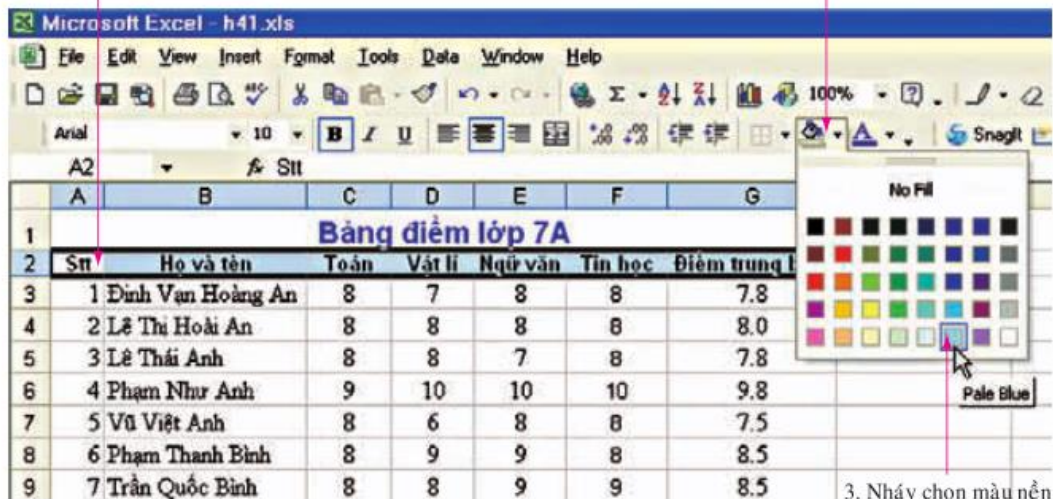 Microsoft Excel - h41.xls
File Edit View Insert Format Tools Data Window Help
100%
Arial 10 B I U SnagIt
A2 fx Stt
A B C D E F G
No Fill
1 Bảng điểm lớp 7A
2 Stt Họ và tên Toán Vật lí Ngữ văn Tin học Điểm trung
3 1 Đinh Vạn Hoàng An 8 7 8 8 7.8
4 2 Lê Thị Hoài An 8 8 8 8 8.0
5 3 Lê Thái Anh 8 8 7 8 7.8
6 4 Phạm Như Anh 9 10 10 10 9.8
Pale Blue
7 5 Vũ Việt Anh 8 6 8 8 7.5
8 6 Phạm Thanh Bình 8 9 9 8 8.5
9 7 Trần Quốc Bình 8 8 9 9 8.5
3. Nháy chọn màu nền